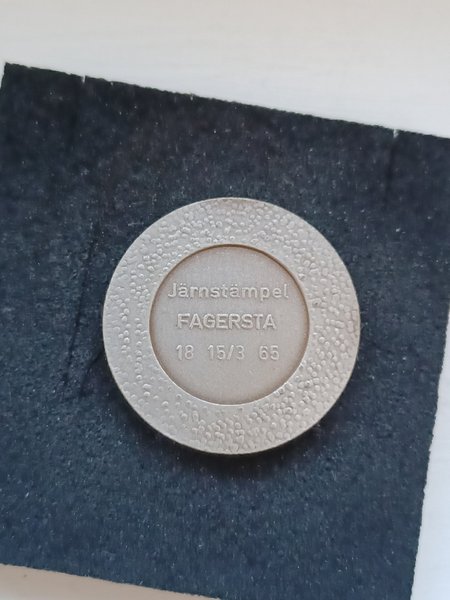 Järnstämpel
FAGERSTA
18 15/3 65